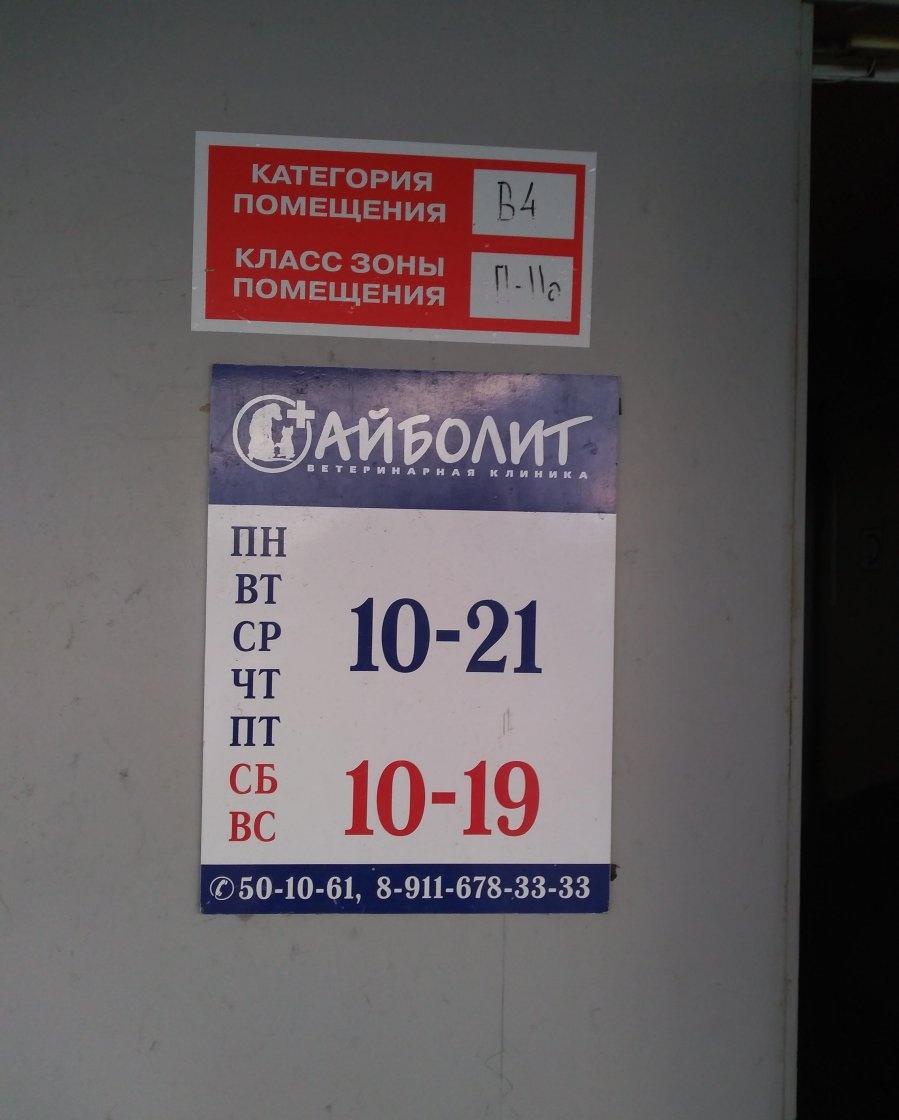 КАТЕГОРИЯ
ПОМЕЩЕНИЯ
В4
КЛАСС ЗОНЫ
ПОМЕЩЕНИЯ
П-IIа
АЙБОЛИТ
ВЕТЕРИНАРНАЯ КЛИНИКА
ПН
ВТ
СР
ЧТ
ПТ
10-21
СБ
ВС
10-19
50-10-61, 8-911-678-33-33